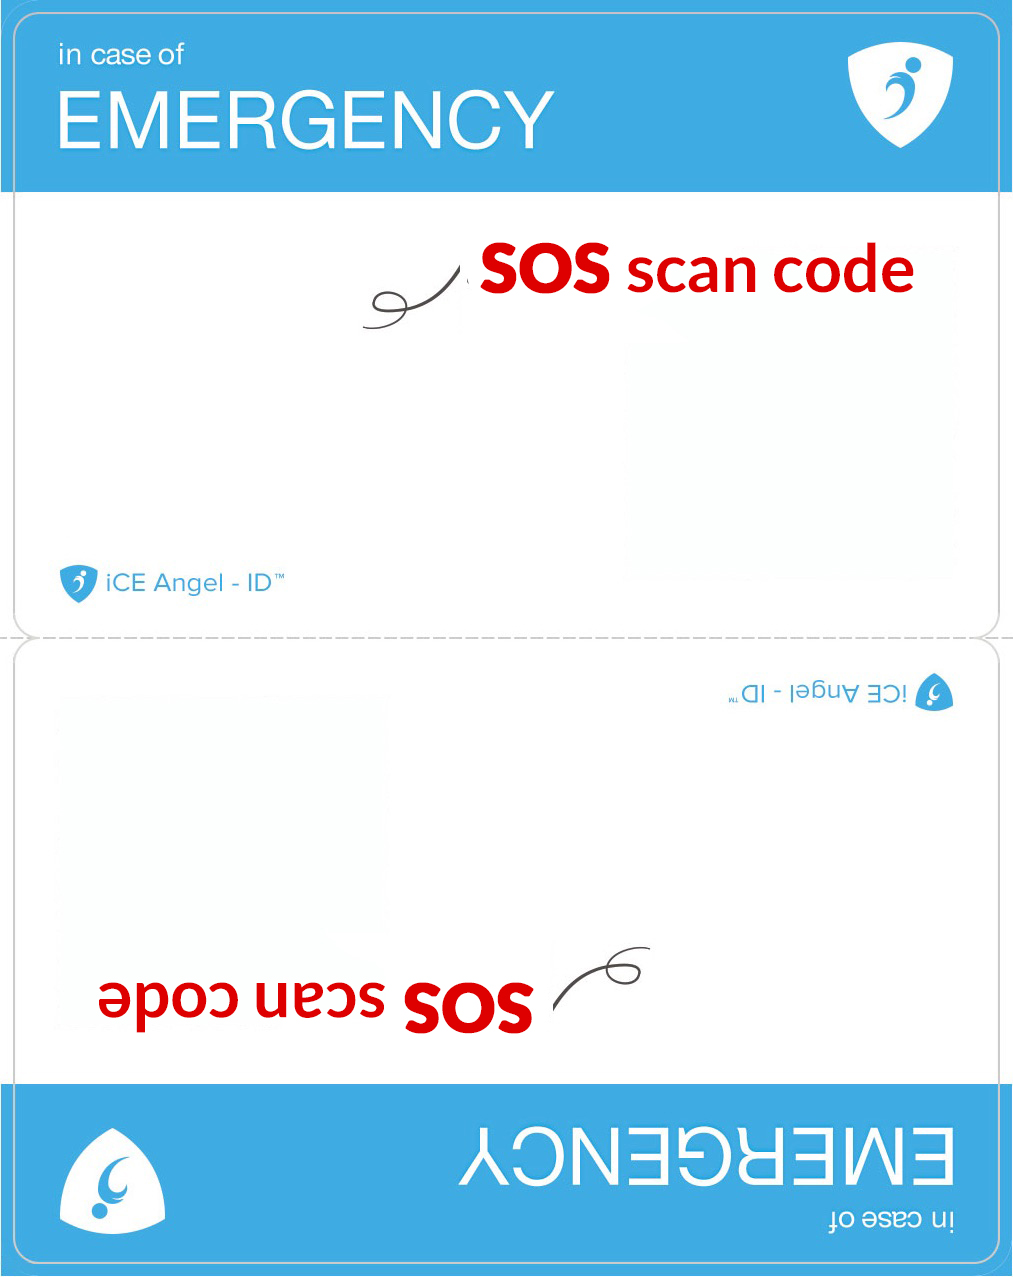 in case of
EMERGENCY
SOS scan code
iCE Angel - ID™
iCE Angel - ID™
SOS scan code
EMERGENCY
in case of